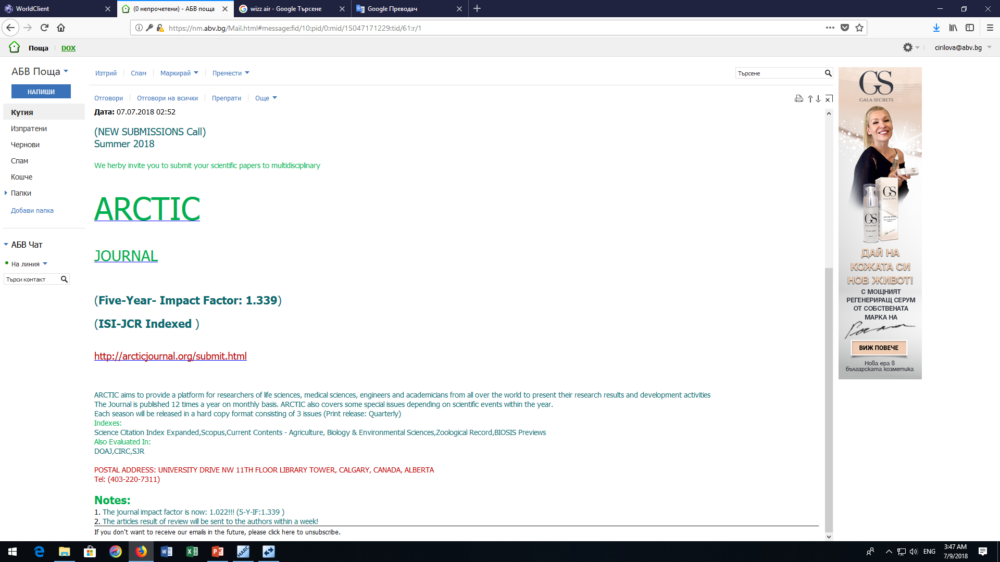 WorldClient
(0 непрочетени) - АБВ поща
wizz air - Google Търсене
Google Преводач
https://nm.abv.bg/Mail.html#message:fid/10:pid/0:mid/15047171229:tid/61:r/1
Поща
DOX
cirilova@abv.bg
АБВ Поща
НАПИШИ
Кутия
Изпратени
Чернови
Спам
Кошче
Папки
Добави папка
АБВ Чат
На линия
Търси контакт
Изтрий
Спам
Маркирай
Премести
Търсене
Отговори
Отговори на всички
Препрати
Още
Дата: 07.07.2018 02:52
(NEW SUBMISSIONS Call)
Summer 2018
We herby invite you to submit your scientific papers to multidisciplinary
ARCTIC
JOURNAL
(Five-Year- Impact Factor: 1.339)
(ISI-JCR Indexed )
http://arcticjournal.org/submit.html
ARCTIC aims to provide a platform for researchers of life sciences, medical sciences, engineers and academicians from all over the world to present their research results and development activities
The Journal is published 12 times a year on monthly basis. ARCTIC also covers some special issues depending on scientific events within the year.
Each season will be released in a hard copy format consisting of 3 issues (Print release: Quarterly)
Indexes:
Science Citation Index Expanded,Scopus,Current Contents - Agriculture, Biology & Environmental Sciences,Zoological Record,BIOSIS Previews
Also Evaluated In:
DOAJ,CIRC,SJR
POSTAL ADDRESS: UNIVERSITY DRIVE NW 11TH FLOOR LIBRARY TOWER, CALGARY, CANADA, ALBERTA
Tel: (403-220-7311)
Notes:
1. The journal impact factor is now: 1.022!!! (5-Y-IF:1.339 )
2. The articles result of review will be sent to the authors within a week!
If you don't want to receive our emails in the future, please click here to unsubscribe.
GS
GALA SECRETS
GS
GS
ДАЙ НА
КОЖАТА СИ
НОВ ЖИВОТ!
С МОЩНИЯТ
РЕГЕНЕРИРАЩ СЕРУМ
ОТ СОБСТВЕНАТА
МАРКА НА
ВИЖ ПОВЕЧЕ
Нова ера в
българската козметика
MARC
ENG
3:47 AM
7/9/2018